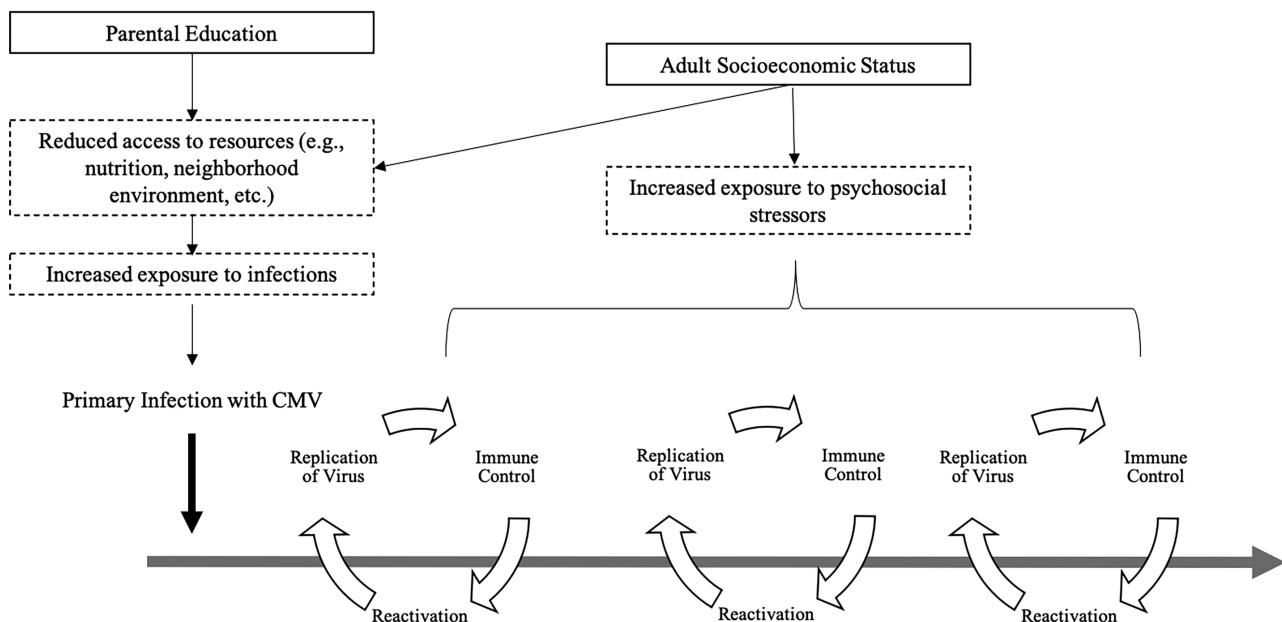 Parental Education
Adult Socioeconomic Status
Reduced access to resources (e.g.,
nutrition, neighborhood
environment, etc.)
Increased exposure to psychosocial
stressors
Increased exposure to infections
Primary Infection with CMV
Replication
of Virus
Immune
Control
Reactivation
Replication
of Virus
Immune
Control
Reactivation
Replication
of Virus
Immune
Control
Reactivation